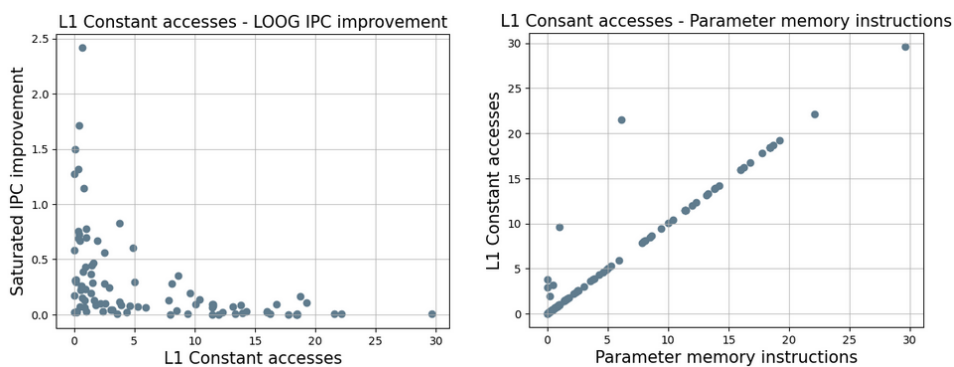 L1 Constant accesses - LOOG IPC improvement
Saturated IPC improvement
2.5
2.0
1.5
1.0
0.5
0.0
0 5 10 15 20 25 30
L1 Constant accesses
L1 Consant accesses - Parameter memory instructions
L1 Constant accesses
30
25
20
15
10
5
0
0 5 10 15 20 25 30
Parameter memory instructions